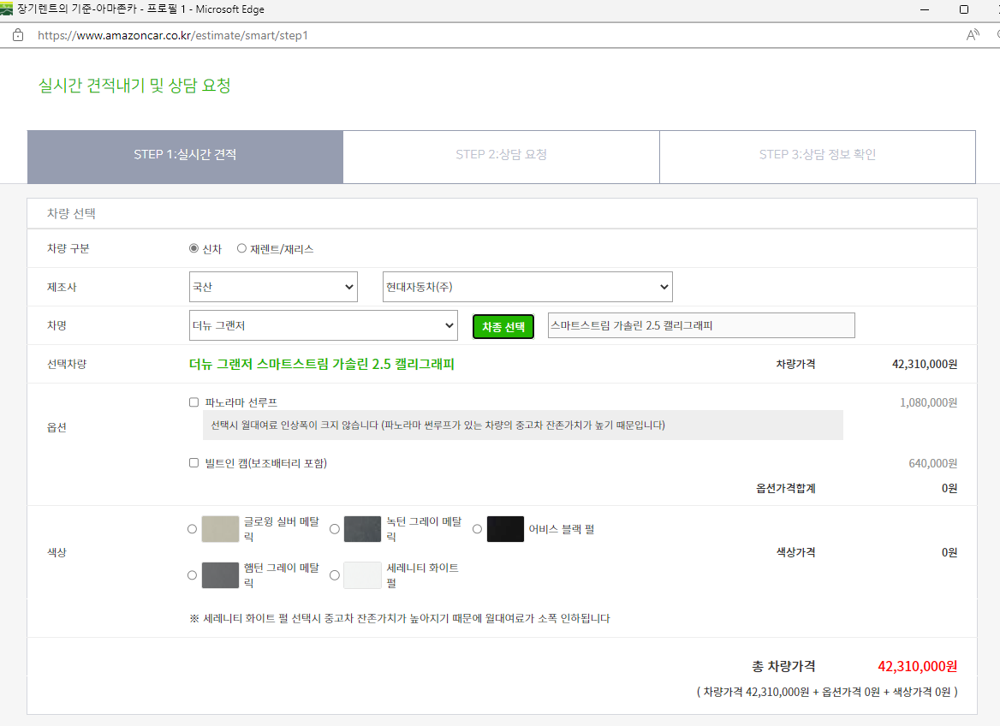 장기렌트의 기준-아마존카 - 프로필 1 - Microsoft Edge
https://www.amazoncar.co.kr/estimate/smart/step1
실시간 견적내기 및 상담 요청
STEP 1:실시간 견적 STEP 2:상담 요청 STEP 3:상담 정보 확인
차량 선택
차량 구분 신차 재렌트/재리스
제조사 국산 현대자동차(주)
차명 더뉴 그랜저 차종 선택 스마트스트림 가솔린 2.5 캘리그래피
선택차량 더뉴 그랜저 스마트스트림 가솔린 2.5 캘리그래피 차량가격 42,310,000원
파노라마 선루프 1,080,000원
옵션 선택시 월대여료 인상폭이 크지 않습니다 (파노라마 썬루프가 있는 차량의 중고차 잔존가치가 높기 때문입니다)
빌트인 캠(보조배터리 포함) 640,000원
옵션가격합계 0원
글로윙 실버 메탈 녹턴 그레이 메탈
릭 릭 어비스 블랙 펄
색상 색상가격 0원
햄턴 그레이 메탈 세레니티 화이트
릭 펄
※ 세레니티 화이트 펄 선택시 중고차 잔존가치가 높아지기 때문에 월대여료가 소폭 인하됩니다
총 차량가격 42,310,000원
( 차량가격 42,310,000원 + 옵션가격 0원 + 색상가격 0원 )